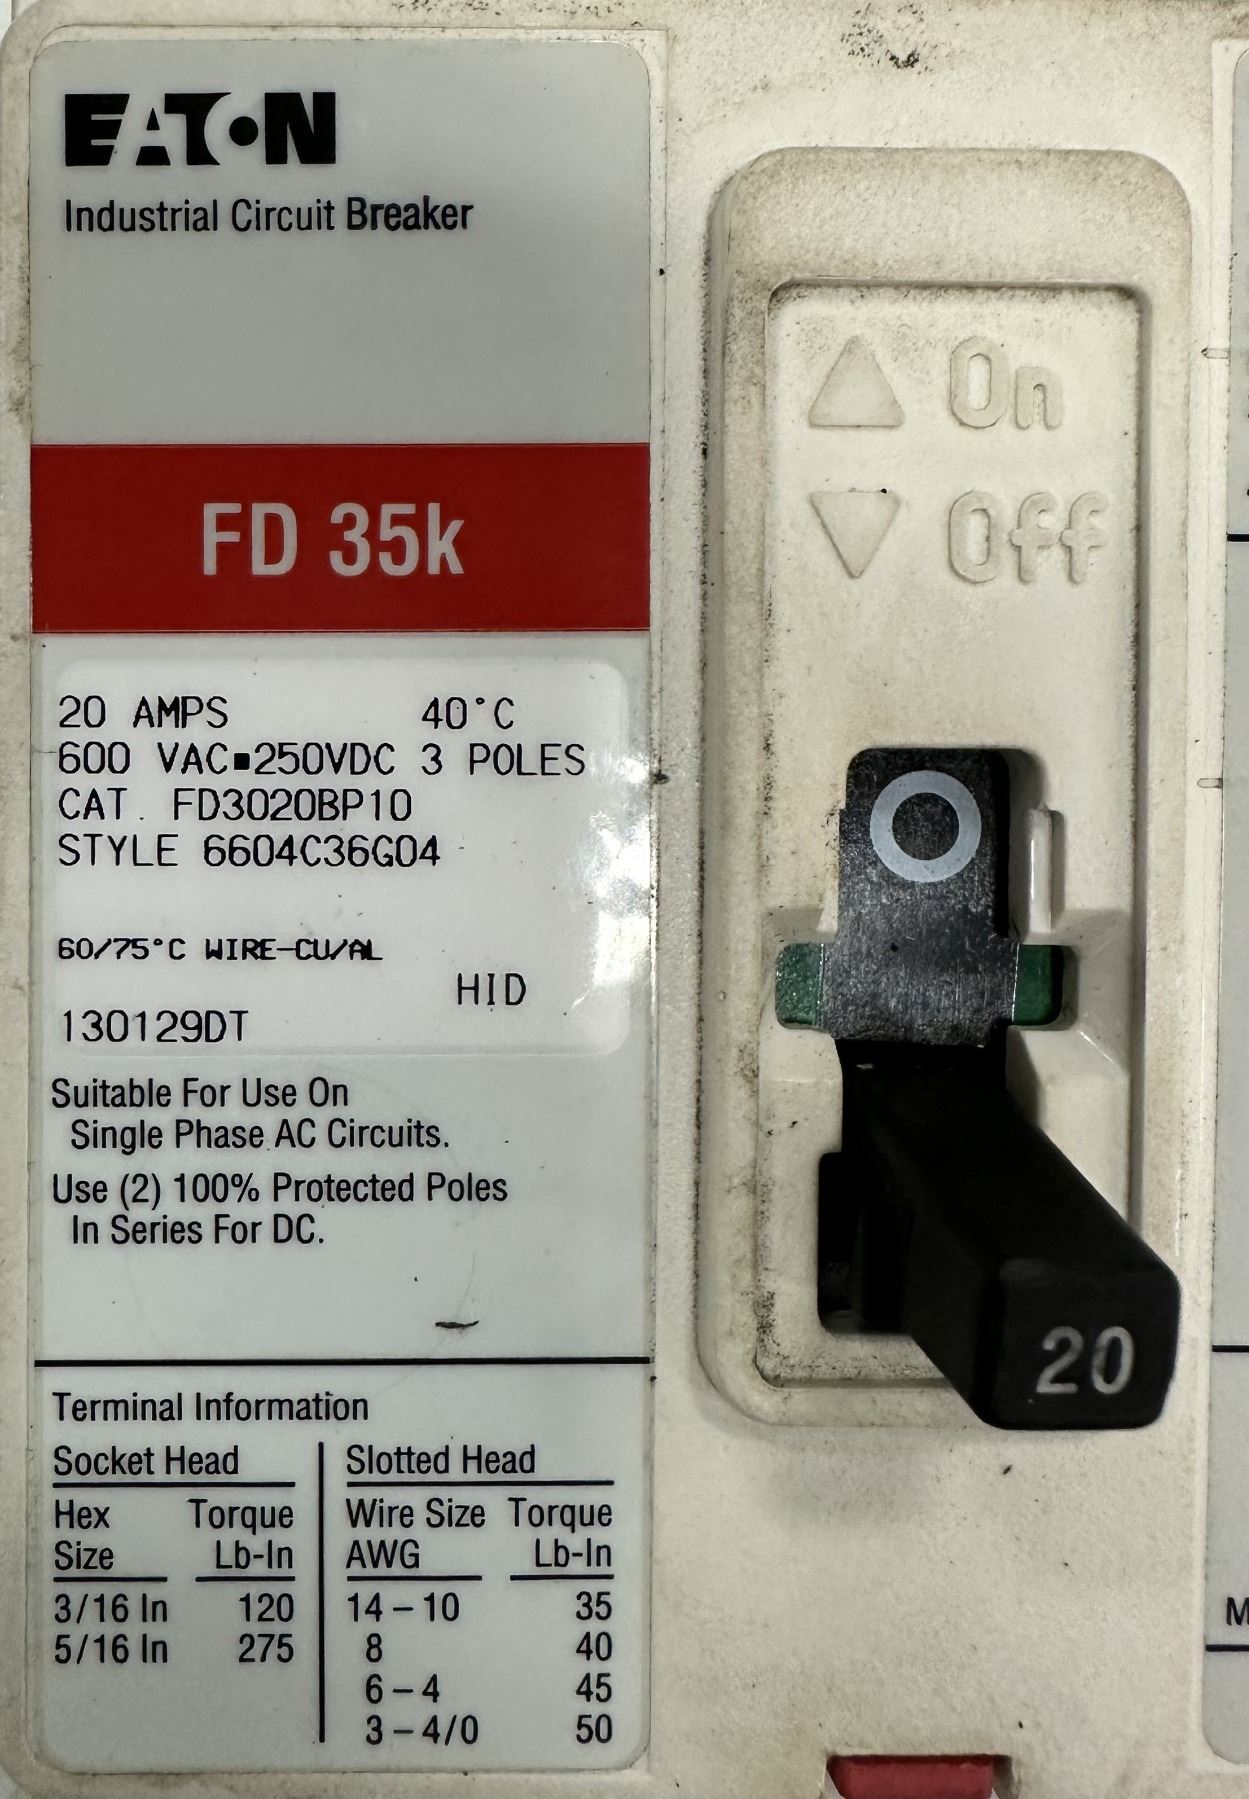 EATON
Industrial Circuit Breaker
FD 35k
20 AMPS 40°C
600 VAC■250VDC 3 POLES
CAT. FD3020BP10
STYLE 6604C36G04
60/75°C WIRE-CU/AL
HID
130129DT
Suitable For Use On
Single Phase AC Circuits.
Use (2) 100% Protected Poles
In Series For DC.
Terminal Information
Socket Head
Hex Torque
Size Lb-In
3/16 In 120
5/16 In 275
Slotted Head
Wire Size Torque
AWG Lb-In
14 – 10 35
8 40
6 – 4 45
3 – 4/0 50
On
Off
20
M